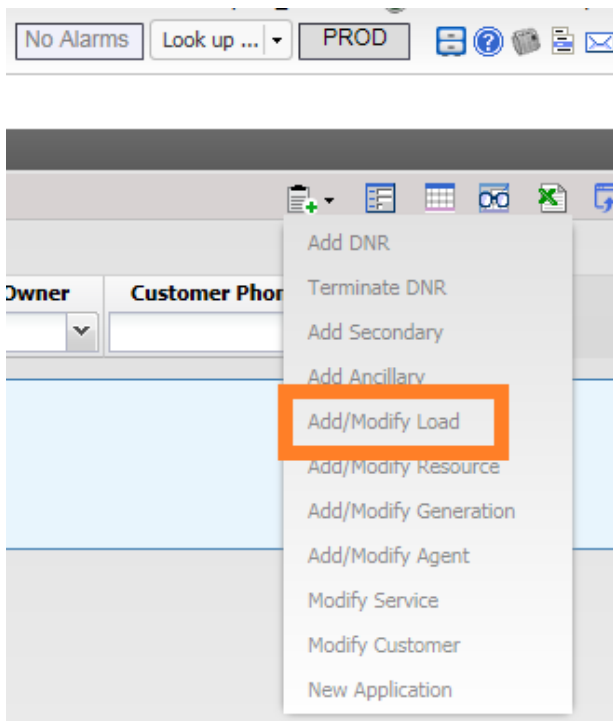 No Alarms Look up ... PROD
Add DNR
Owner Customer Phor Terminate DNR
Add Secondary
Add Ancillary
Add/Modify Load
Add/Modify Resource
Add/Modify Generation
Add/Modify Agent
Modify Service
Modify Customer
New Application